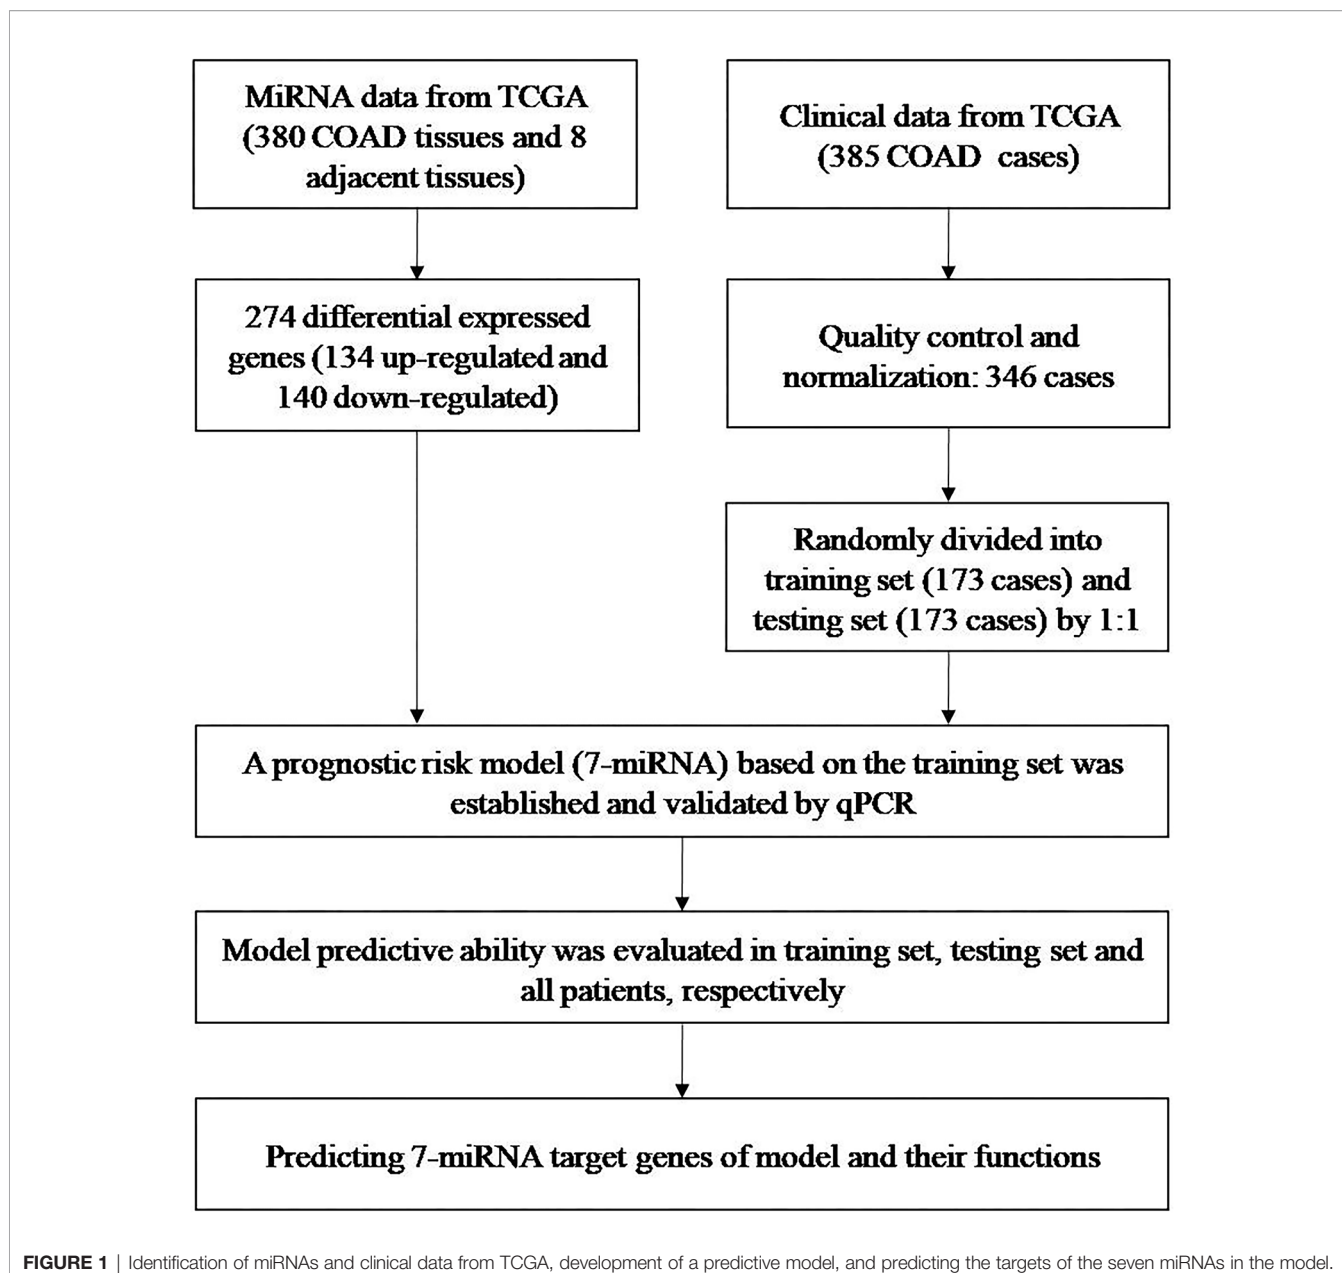 MiRNA data from TCGA
(380 COAD tissues and 8
adjacent tissues)
Clinical data from TCGA
(385 COAD cases)
274 differential expressed
genes (134 up-regulated and
140 down-regulated)
Quality control and
normalization: 346 cases
Randomly divided into
training set (173 cases) and
testing set (173 cases) by 1:1
A prognostic risk model (7-miRNA) based on the training set was
established and validated by qPCR
Model predictive ability was evaluated in training set, testing set and
all patients, respectively
Predicting 7-miRNA target genes of model and their functions
FIGURE 1 | Identification of miRNAs and clinical data from TCGA, development of a predictive model, and predicting the targets of the seven miRNAs in the model.